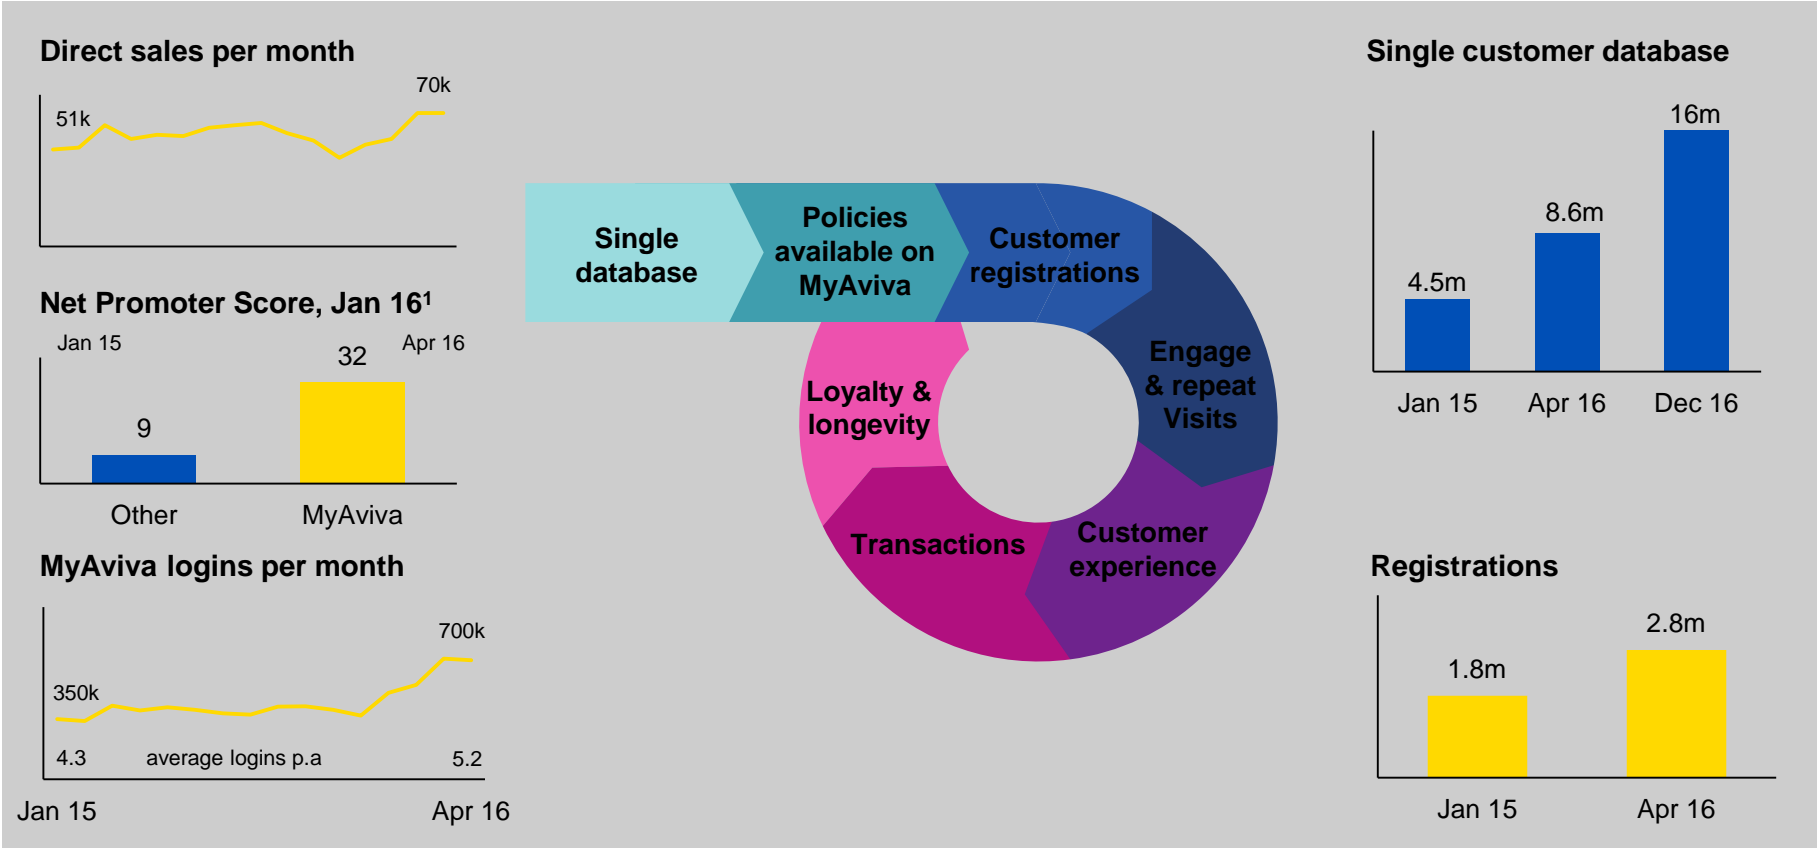 Direct sales per month
70k
51k
Net Promoter Score, Jan 16¹
Jan 15
Apr 16
32
9
Other
MyAviva
MyAviva logins per month
700k
350k
4.3
average logins p.a
5.2
Jan 15
Apr 16
Single
database
Policies
available on
MyAviva
Customer
registrations
Engage
& repeat
Visits
Customer
experience
Transactions
Loyalty &
longevity
Single customer database
16m
8.6m
4.5m
Jan 15
Apr 16
Dec 16
Registrations
2.8m
1.8m
Jan 15
Apr 16